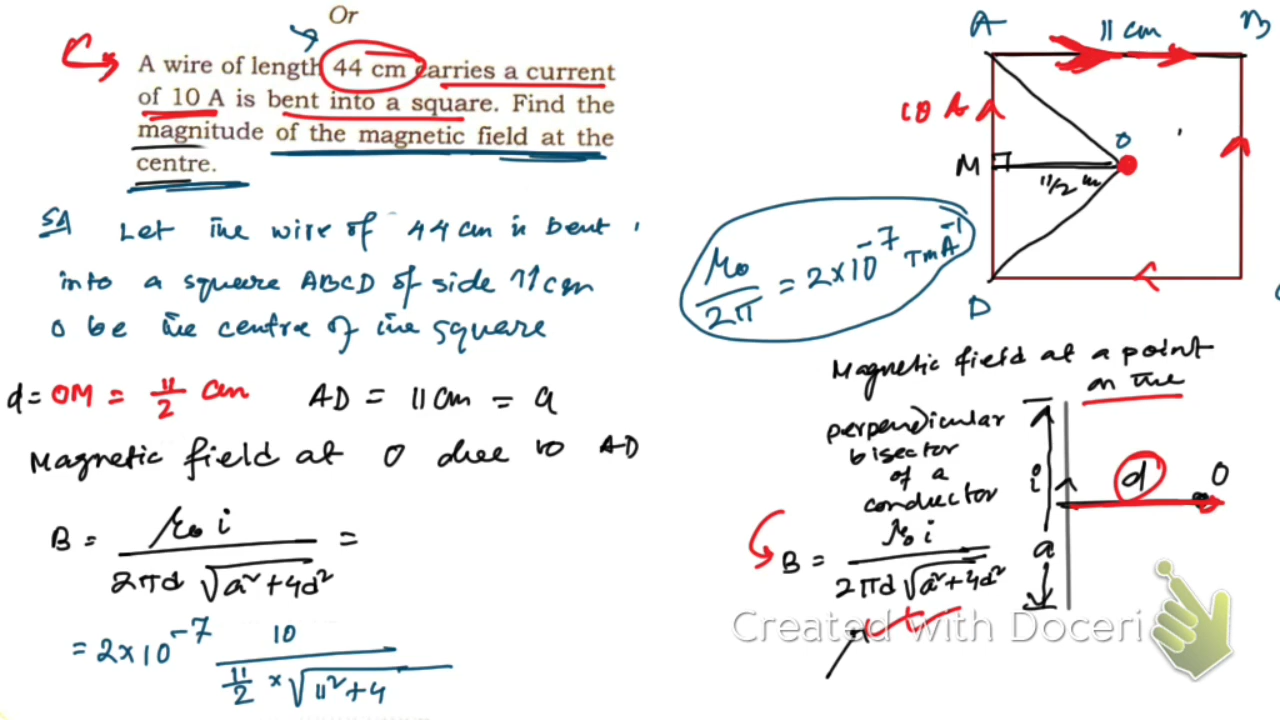 Or
A wire of length 44 cm carries a current
of 10 A is bent into a square. Find the
magnitude of the magnetic field at the
centre.
Let the wire of 44 cm is bent
into a square ABCD of side 11 cm
O be the centre of the square
d = OM = 11/2 cm AD = 11 cm = a
Magnetic field at O due to AD
B = μ₀ i / 2πd √a²+4d² =
= 2×10⁻⁷ 10 / 11/2 × √11²+4
A 11 cm B
10 A
M O
11/2 cm
D
μ₀/2π = 2×10⁻⁷ TmA⁻¹
Magnetic field at a point
on the
perpendicular
bisector
of a
conductor
B = μ₀ i / 2πd √a²+4d²
i d O
a
Created with Doceri